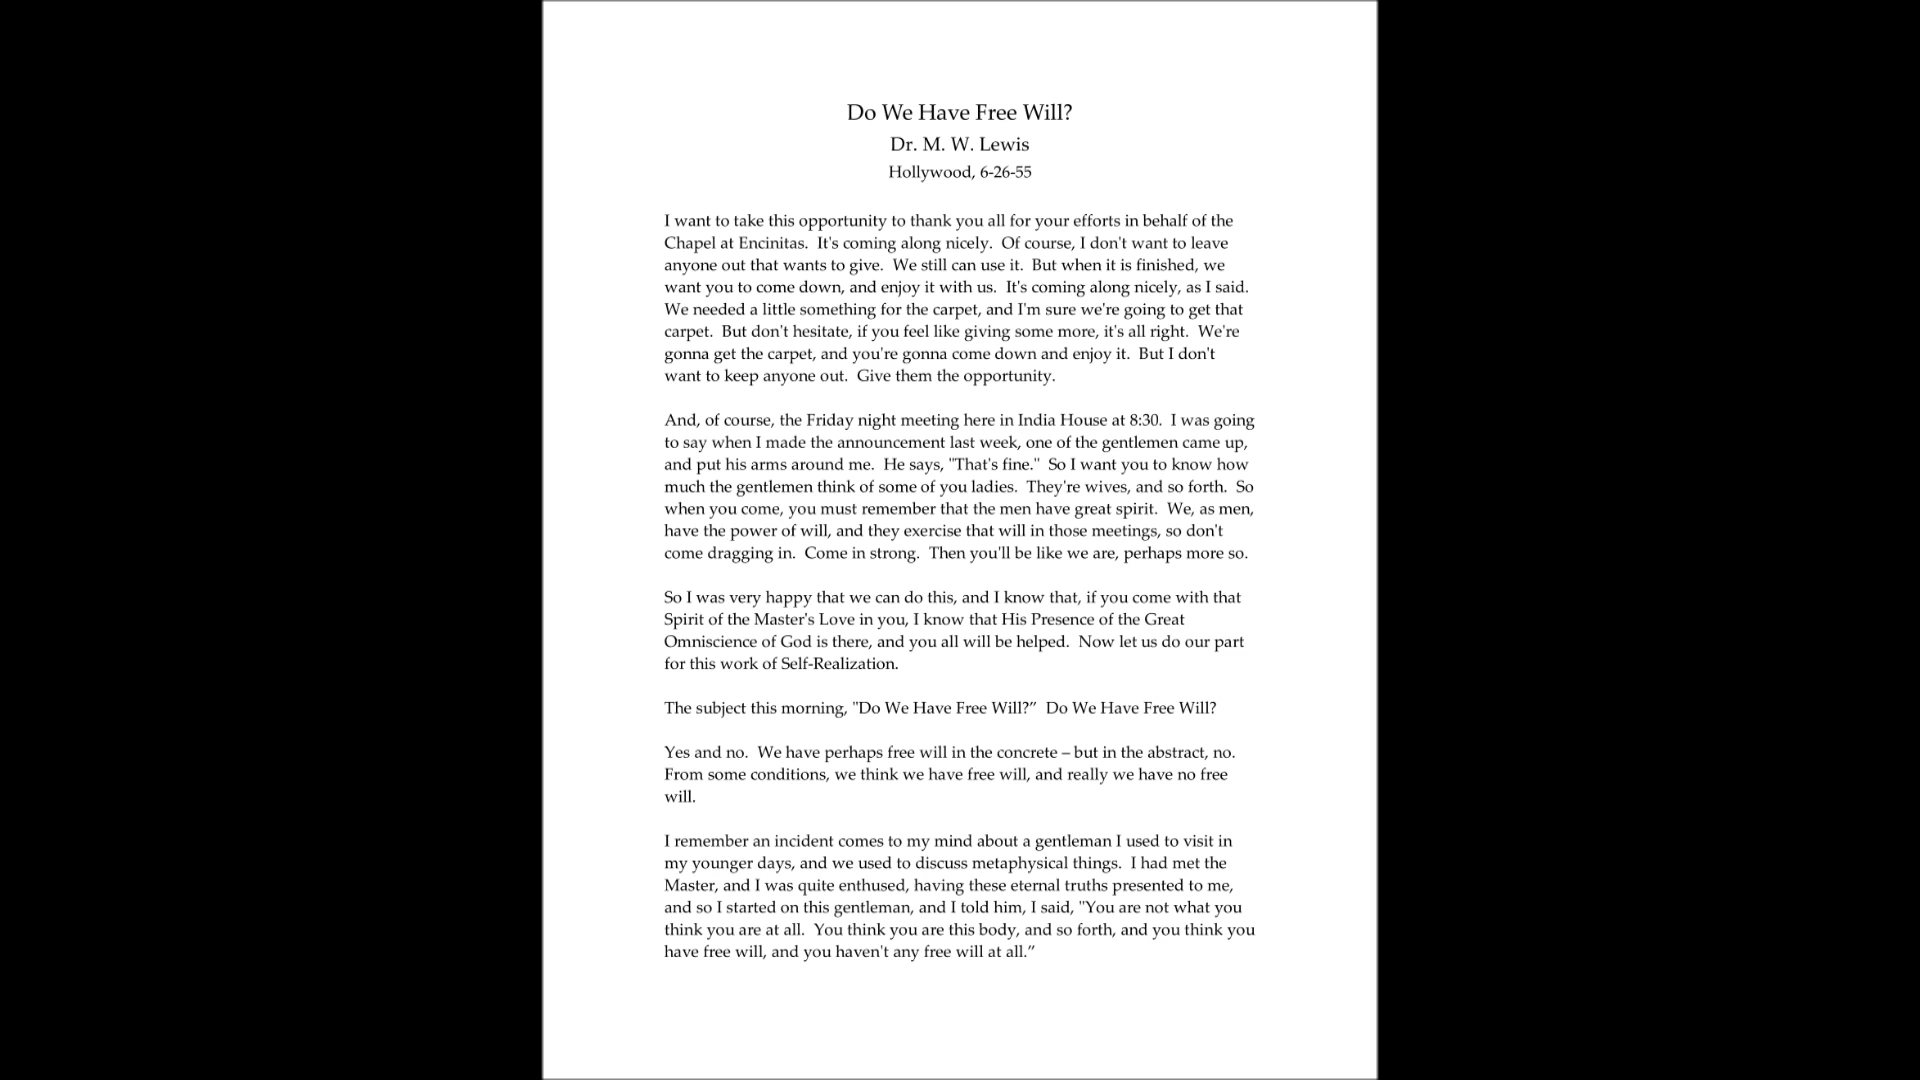 Do We Have Free Will?
Dr. M. W. Lewis
Hollywood, 6-26-55
I want to take this opportunity to thank you all for your efforts in behalf of the
Chapel at Encinitas.  It's coming along nicely.  Of course, I don't want to leave
anyone out that wants to give.  We still can use it.  But when it is finished, we
want you to come down, and enjoy it with us.  It's coming along nicely, as I said.
We needed a little something for the carpet, and I'm sure we're going to get that
carpet.  But don't hesitate, if you feel like giving some more, it's all right.  We're
gonna get the carpet, and you're gonna come down and enjoy it.  But I don't
want to keep anyone out.  Give them the opportunity.
And, of course, the Friday night meeting here in India House at 8:30.  I was going
to say when I made the announcement last week, one of the gentlemen came up,
and put his arms around me.  He says, "That's fine."  So I want you to know how
much the gentlemen think of some of you ladies.  They're wives, and so forth.  So
when you come, you must remember that the men have great spirit.  We, as men,
have the power of will, and they exercise that will in those meetings, so don't
come dragging in.  Come in strong.  Then you'll be like we are, perhaps more so.
So I was very happy that we can do this, and I know that, if you come with that
Spirit of the Master's Love in you, I know that His Presence of the Great
Omniscience of God is there, and you all will be helped.  Now let us do our part
for this work of Self-Realization.
The subject this morning, "Do We Have Free Will?”  Do We Have Free Will?
Yes and no.  We have perhaps free will in the concrete – but in the abstract, no.
From some conditions, we think we have free will, and really we have no free
will.
I remember an incident comes to my mind about a gentleman I used to visit in
my younger days, and we used to discuss metaphysical things.  I had met the
Master, and I was quite enthused, having these eternal truths presented to me,
and so I started on this gentleman, and I told him, I said, "You are not what you
think you are at all.  You think you are this body, and so forth, and you think you
have free will, and you haven't any free will at all.”